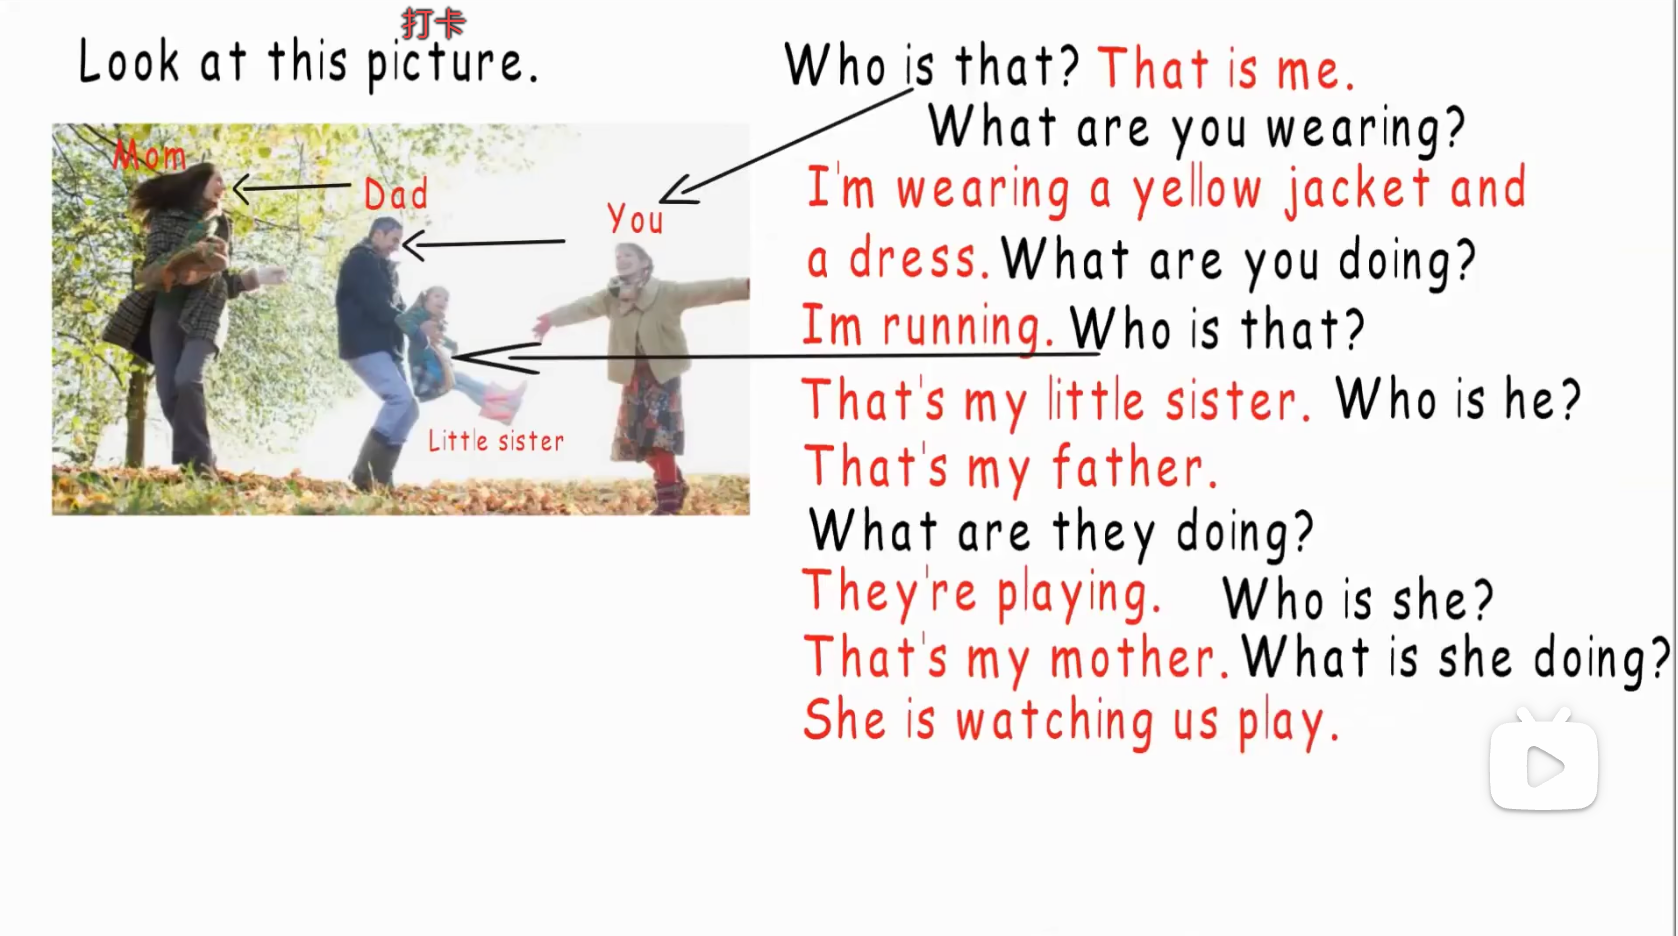 打卡
Look at this picture.
Mom
Dad
You
Little sister
Who is that? That is me.
What are you wearing?
I'm wearing a yellow jacket and
a dress. What are you doing?
Im running. Who is that?
That's my little sister. Who is he?
That's my father.
What are they doing?
They're playing. Who is she?
That's my mother. What is she doing?
She is watching us play.